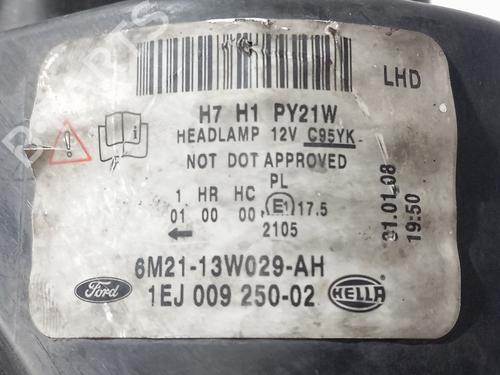 LHD
H7 H1 PY21W
HEADLAMP 12V C95YK
NOT DOT APPROVED
PL
1 HR HC
01 00 00 E1 17.5
2105
01.01.08
19:50
6M21-13W029-AH
Ford
1EJ 009 250-02
HELLA